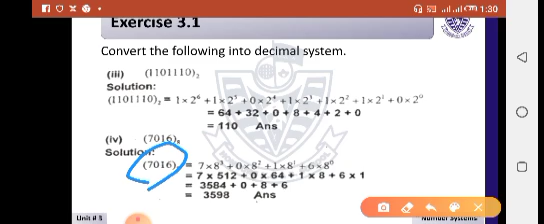 1:30
Exercise 3.1
Convert the following into decimal system.
(iii) (1101110)₂
Solution:
(1101110)₂ = 1×2⁶ +1×2⁵ +0×2⁴ +1×2³ +1×2² +1×2¹ +0×2⁰
= 64 + 32 + 0 + 8 + 4 + 2 + 0
= 110 Ans
(iv) (7016)₈
Solution:
(7016)₈ = 7×8³ +0×8² +1×8¹ +6×8⁰
= 7 x 512 + 0 x 64 + 1 x 8 + 6 x 1
= 3584 + 0 + 8 + 6
= 3598 Ans
Unit # 3
Number Systems